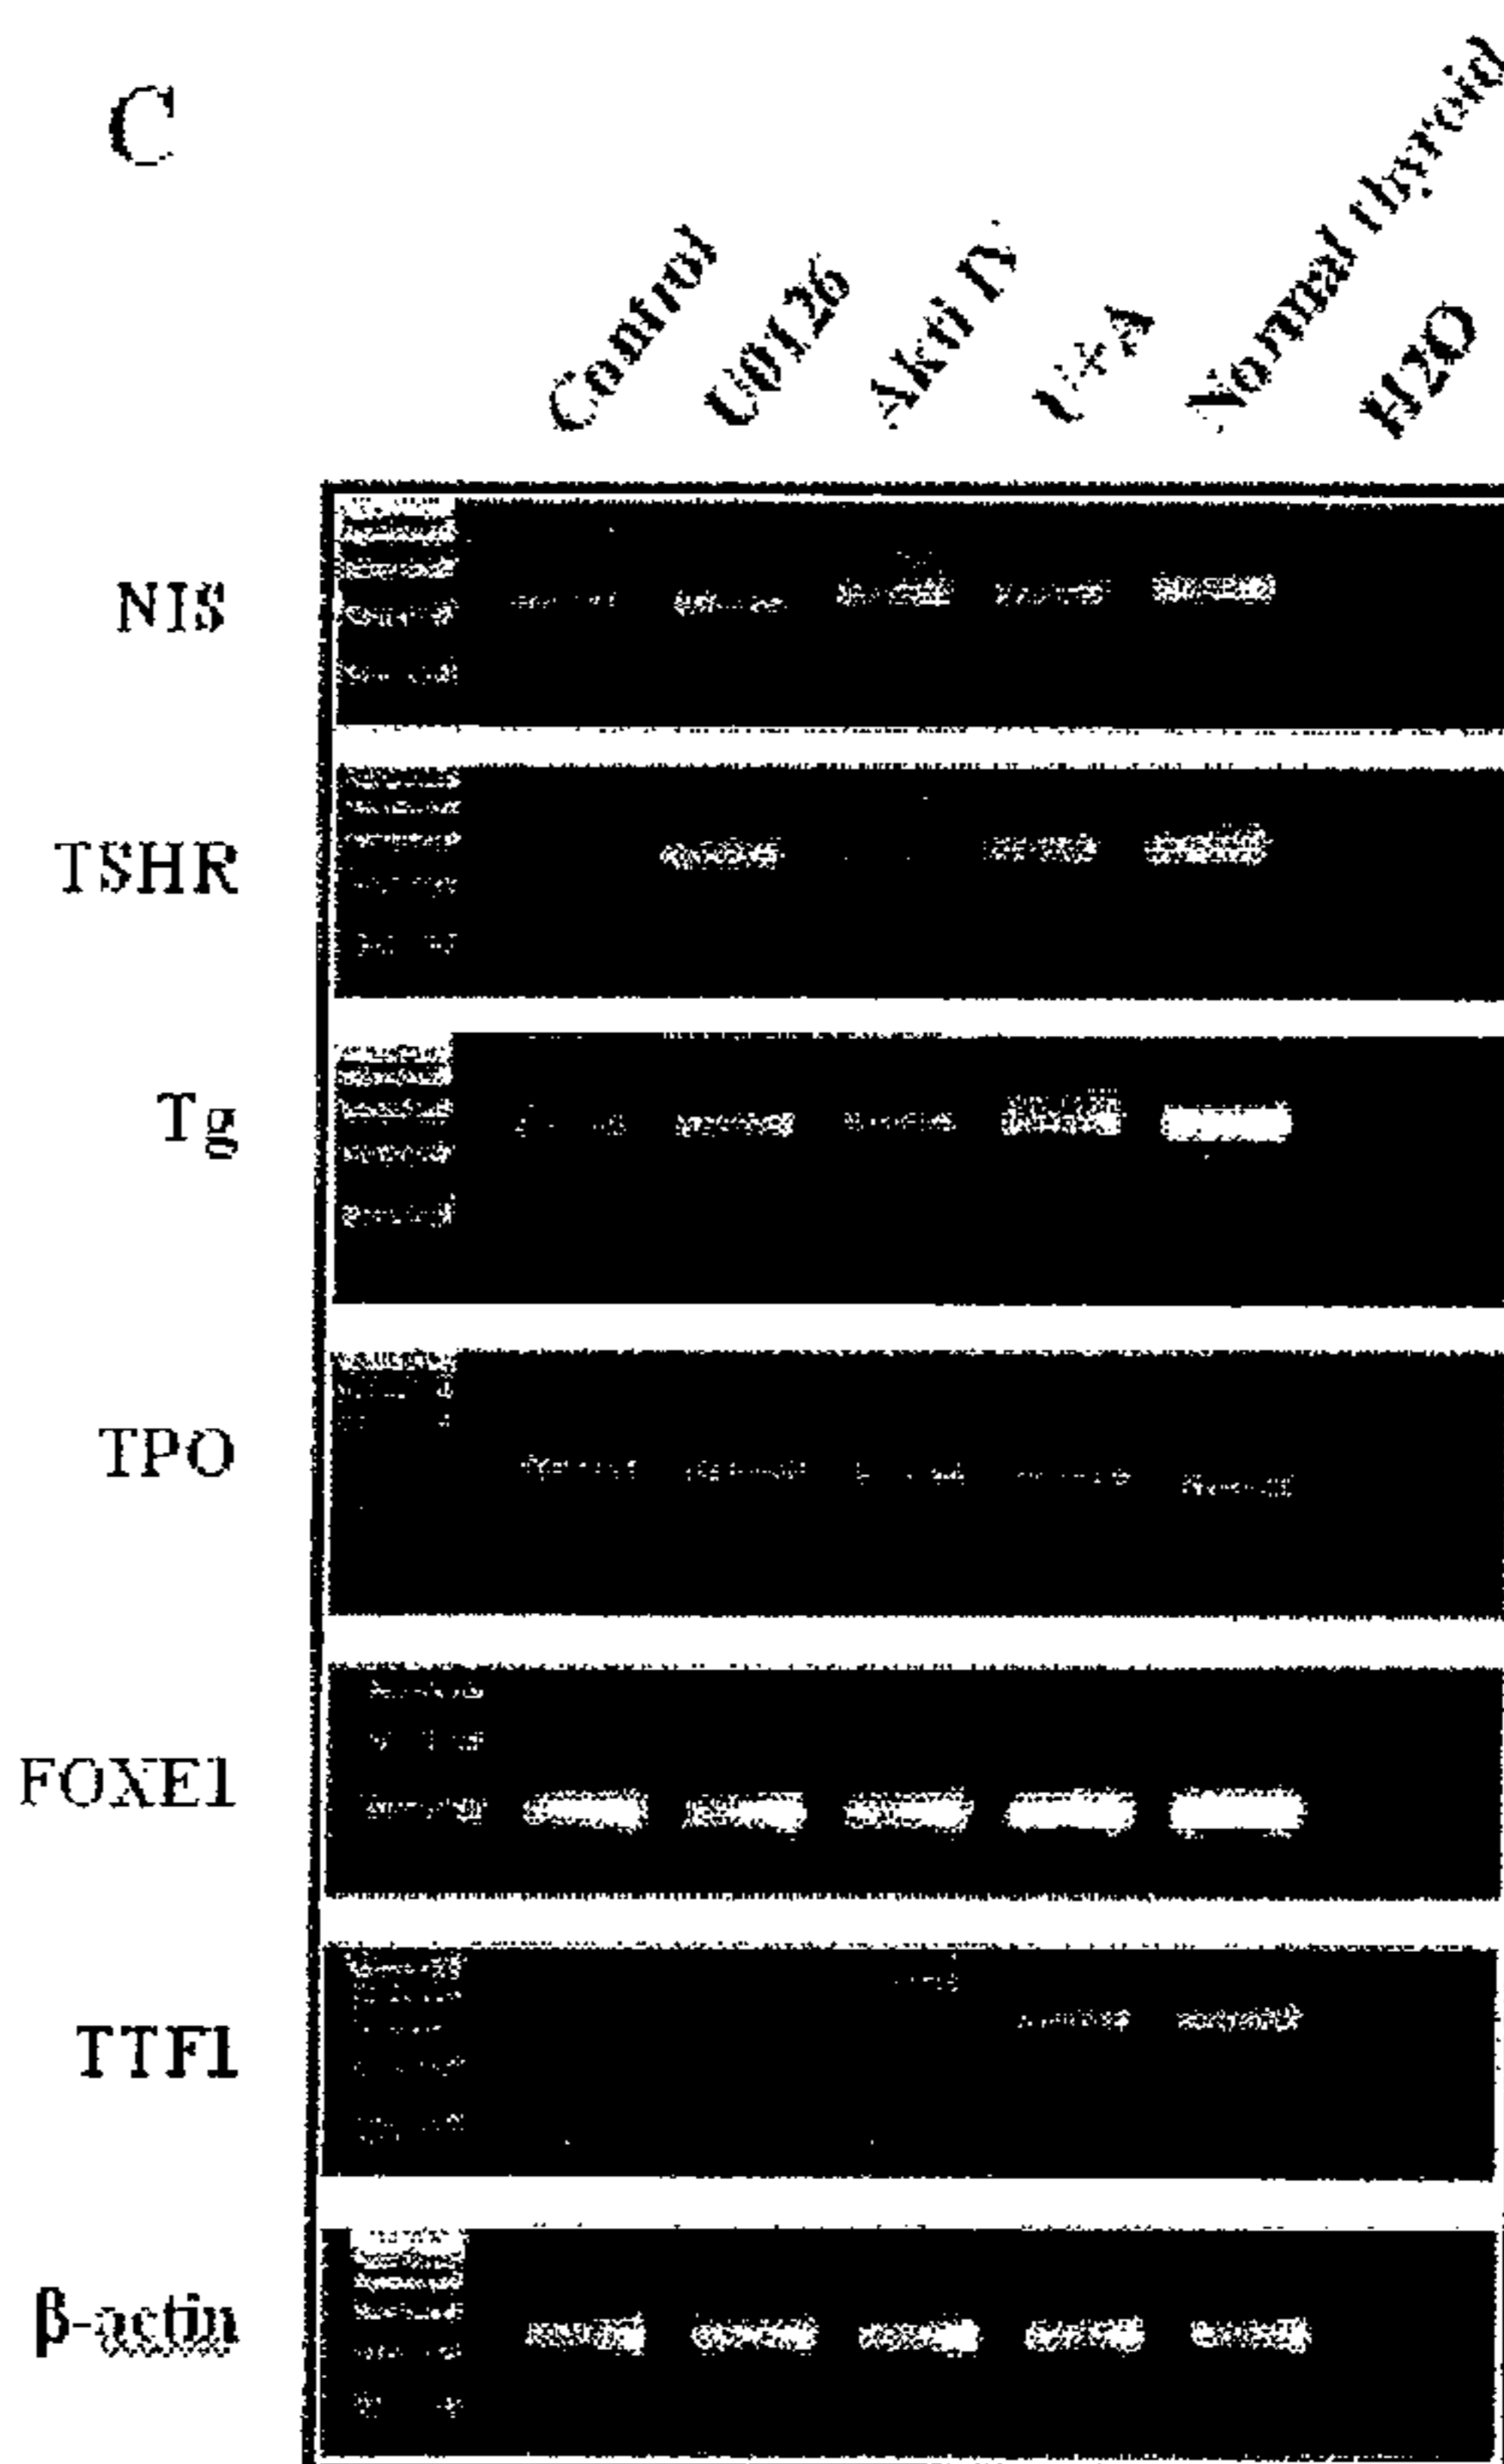 C
Control
U0126
Akti IV
U+A
Normal thyroid
H2O
NIS
TSHR
Tg
TPO
FOXE1
TTF1
β-actin